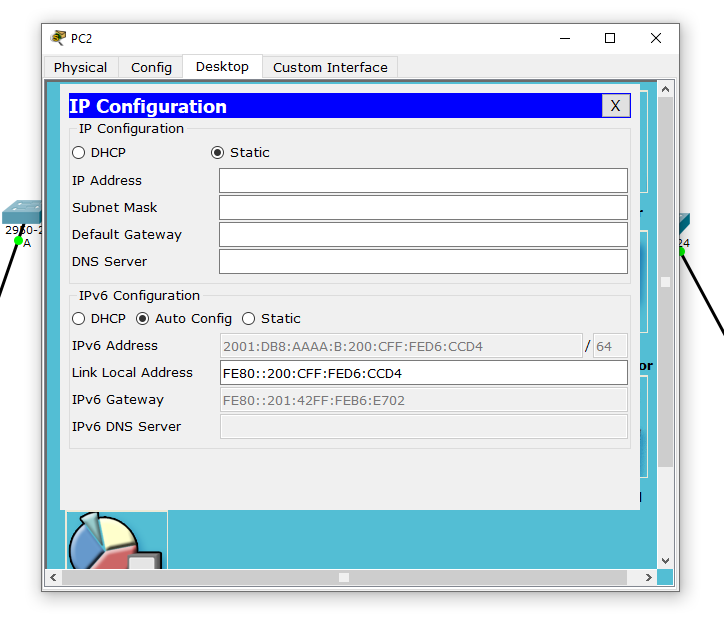 PC2
Physical Config Desktop Custom Interface
IP Configuration X
IP Configuration
DHCP Static
IP Address
Subnet Mask
Default Gateway
DNS Server
IPv6 Configuration
DHCP Auto Config Static
IPv6 Address 2001:DB8:AAAA:B:200:CFF:FED6:CCD4 / 64
Link Local Address FE80::200:CFF:FED6:CCD4
IPv6 Gateway FE80::201:42FF:FEB6:E702
IPv6 DNS Server
2950-2
A
24
or